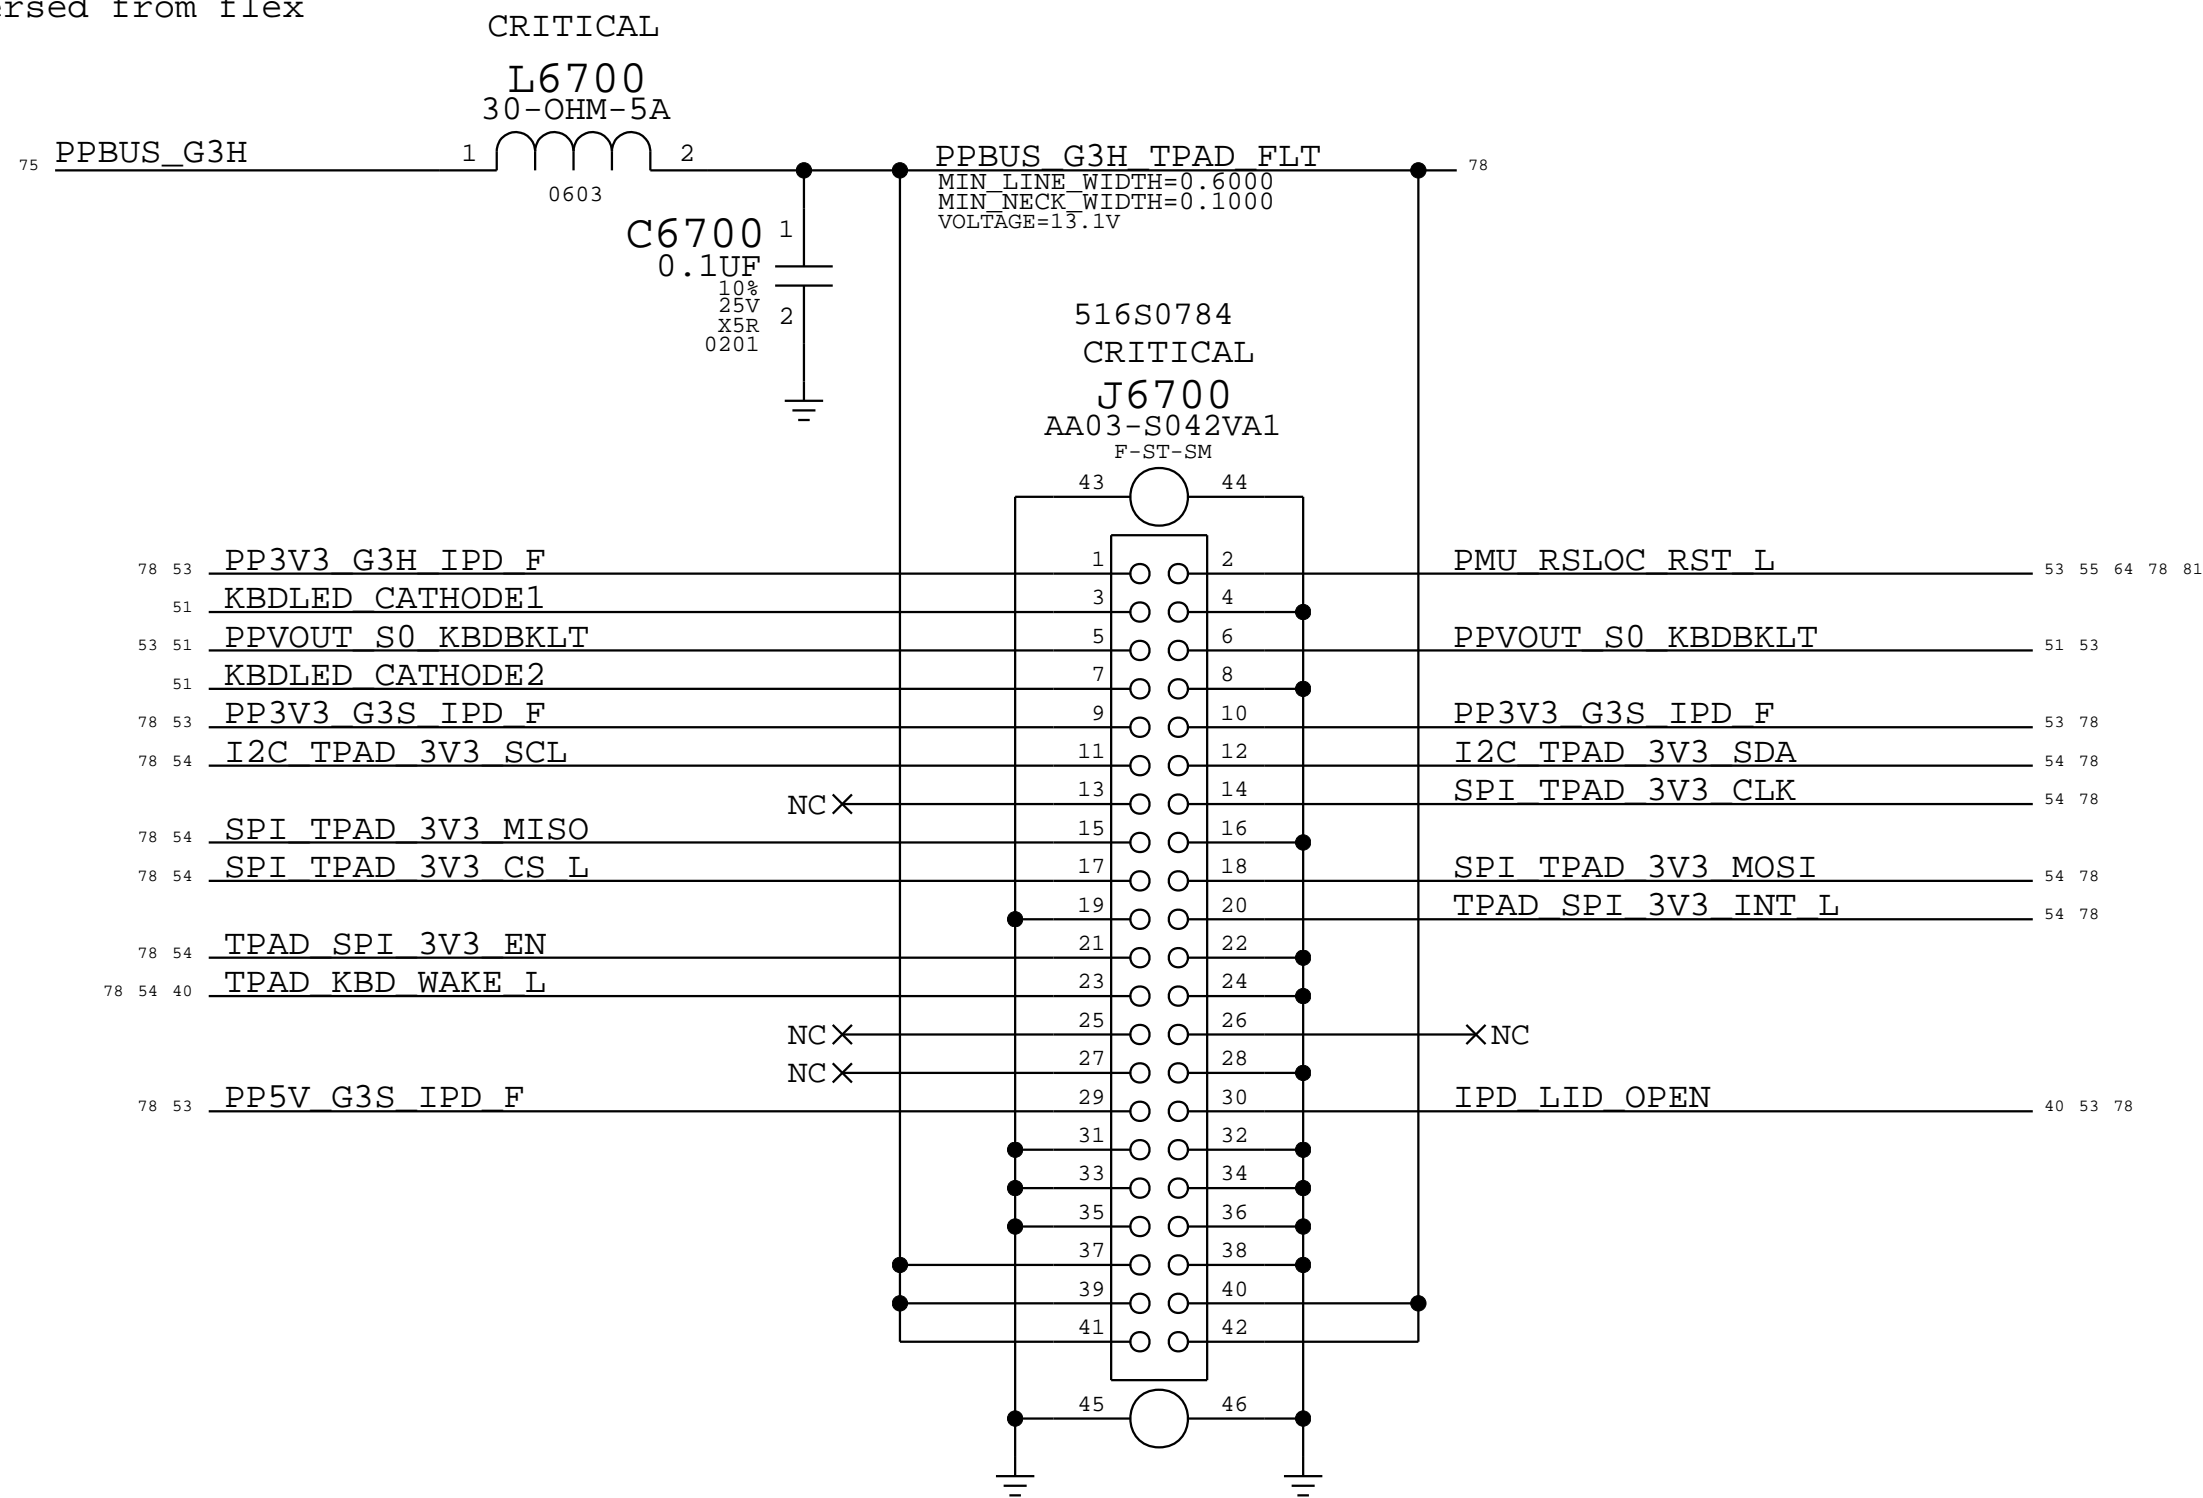 ersed from flex
CRITICAL
L6700
30-OHM-5A
75 PPBUS_G3H 1 2 PPBUS_G3H_TPAD_FLT 78
0603
MIN_LINE_WIDTH=0.6000
MIN_NECK_WIDTH=0.1000
VOLTAGE=13.1V
C6700 1
0.1UF
10%
25V
X5R 2
0201
516S0784
CRITICAL
J6700
AA03-S042VA1
F-ST-SM
43 44
78 53 PP3V3_G3H_IPD_F 1 2 PMU_RSLOC_RST_L 53 55 64 78 81
51 KBDLED_CATHODE1 3 4
53 51 PPVOUT_S0_KBDBKLT 5 6 PPVOUT_S0_KBDBKLT 51 53
51 KBDLED_CATHODE2 7 8
78 53 PP3V3_G3S_IPD_F 9 10 PP3V3_G3S_IPD_F 53 78
78 54 I2C_TPAD_3V3_SCL 11 12 I2C_TPAD_3V3_SDA 54 78
NC 13 14 SPI_TPAD_3V3_CLK 54 78
78 54 SPI_TPAD_3V3_MISO 15 16
78 54 SPI_TPAD_3V3_CS_L 17 18 SPI_TPAD_3V3_MOSI 54 78
19 20 TPAD_SPI_3V3_INT_L 54 78
78 54 TPAD_SPI_3V3_EN 21 22
78 54 40 TPAD_KBD_WAKE_L 23 24
NC 25 26 NC
NC 27 28
78 53 PP5V_G3S_IPD_F 29 30 IPD_LID_OPEN 40 53 78
31 32
33 34
35 36
37 38
39 40
41 42
45 46